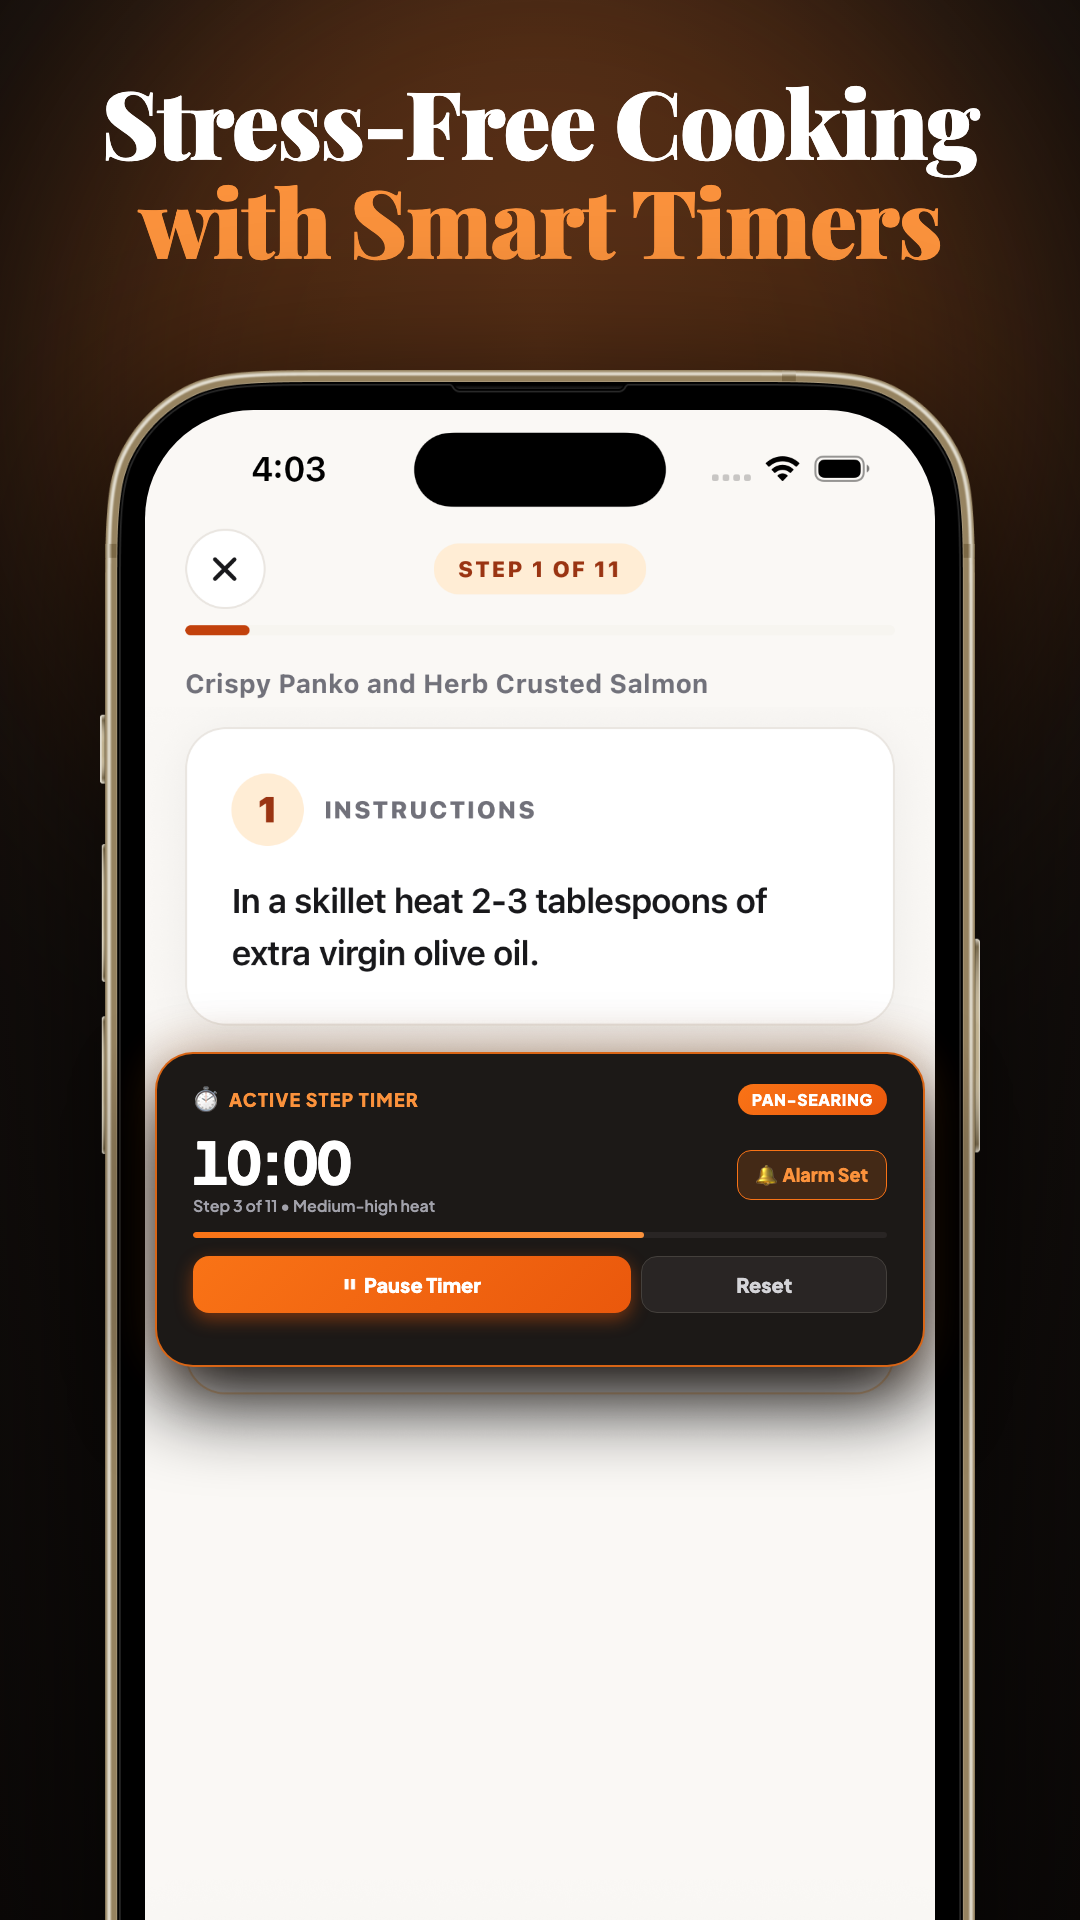 Stress-Free Cooking
with Smart Timers
4:03
STEP 1 OF 11
Crispy Panko and Herb Crusted Salmon
1
INSTRUCTIONS
In a skillet heat 2-3 tablespoons of
extra virgin olive oil.
ACTIVE STEP TIMER
PAN-SEARING
10:00
Alarm Set
Step 3 of 11 • Medium-high heat
Pause Timer
Reset